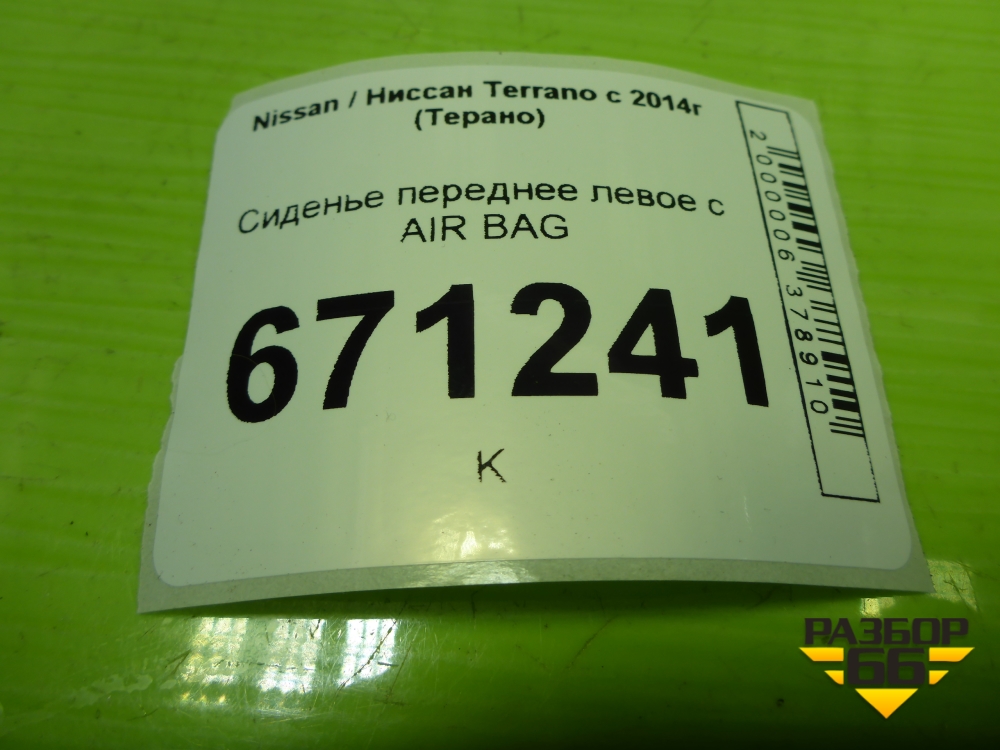 Nissan / Ниссан Terrano с 2014г
(Терано)
Сиденье переднее левое с
AIR BAG
671241
К
2000006378910
РАЗБОР
66